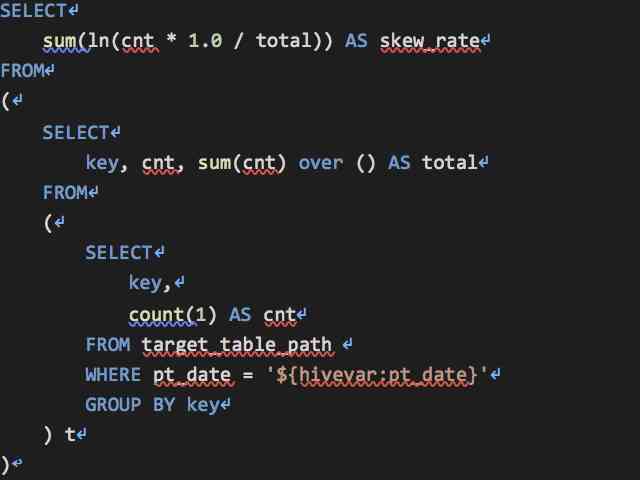 SELECT
sum(ln(cnt * 1.0 / total)) AS skew_rate
FROM
(
SELECT
key, cnt, sum(cnt) over () AS total
FROM
(
SELECT
key,
count(1) AS cnt
FROM target_table_path
WHERE pt_date = '${hivevar:pt_date}'
GROUP BY key
) t
)